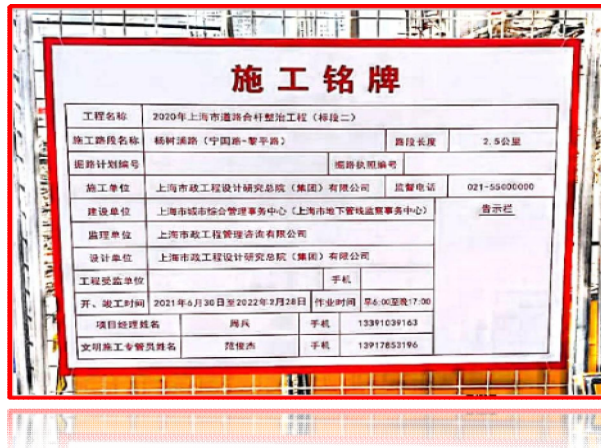 施工铭牌
工程名称 2020年上海市道路合杆整治工程（标段二）
施工路段名称 杨树浦路（宁国路-黎平路） 路段长度 2.5公里
掘路计划编号 掘路执照编号
施工单位 上海市政工程设计研究总院（集团）有限公司 监督电话 021-55000000
建设单位 上海市城市综合管理事务中心（上海市地下管线监察事务中心） 告示栏
监理单位 上海市政工程管理咨询有限公司
设计单位 上海市政工程设计研究总院（集团）有限公司
工程受监单位 手机
开、竣工时间 2021年6月30日至2022年2月28日 作业时间 早6:00至晚17:00
项目经理姓名 周兵 手机 13391039163
文明施工专管员姓名 范俊杰 手机 13917853196